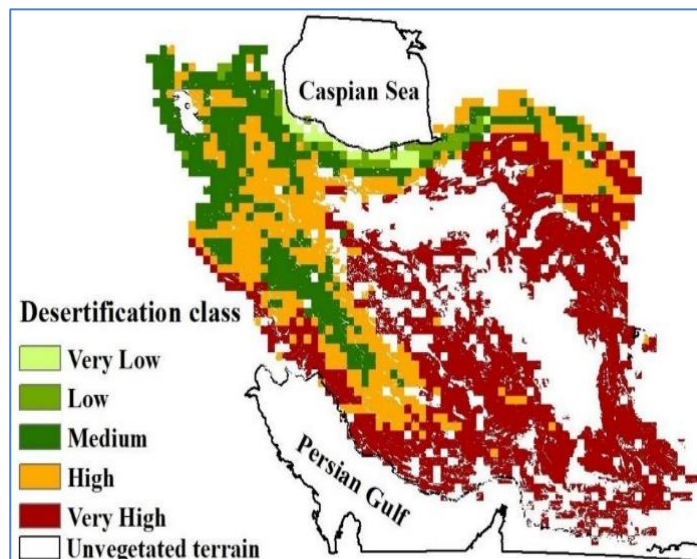 Caspian Sea
Desertification class
Very Low
Low
Medium
High
Very High
Unvegetated terrain
Persian Gulf